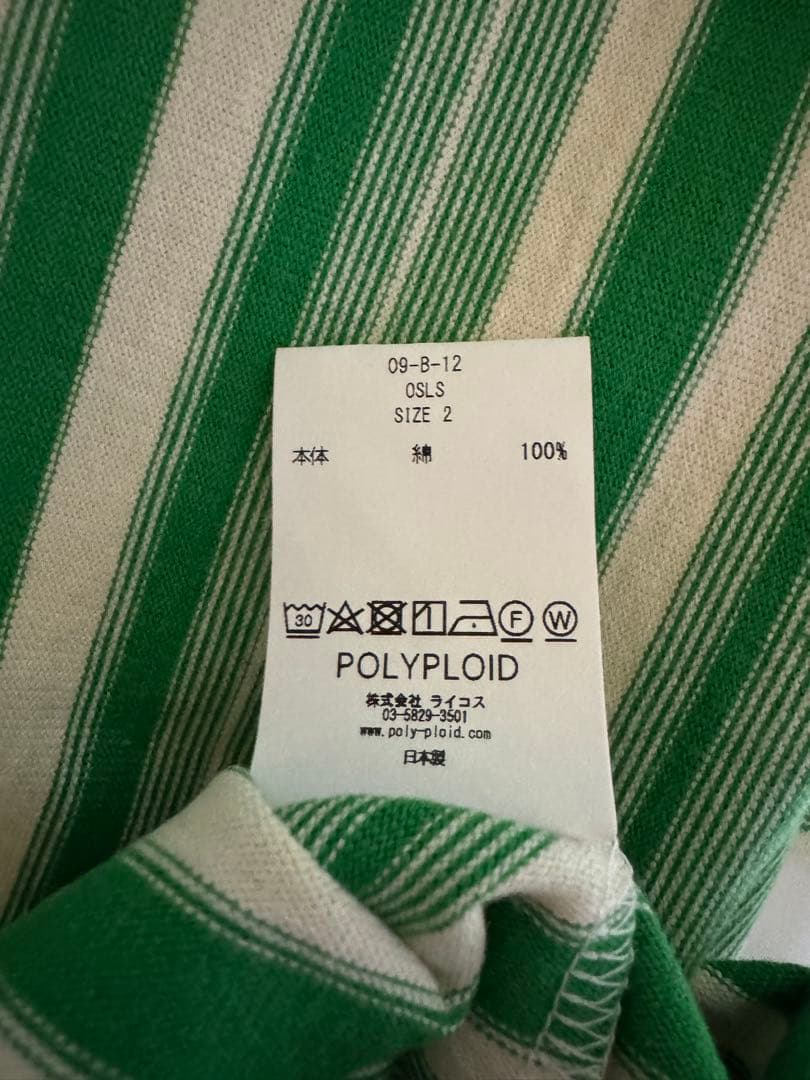 09-B-12
OSLS
SIZE 2
本体 綿 100%
30 F W
POLYPLOID
株式会社 ライコス
03-5829-3501
www.poly-ploid.com
日本製